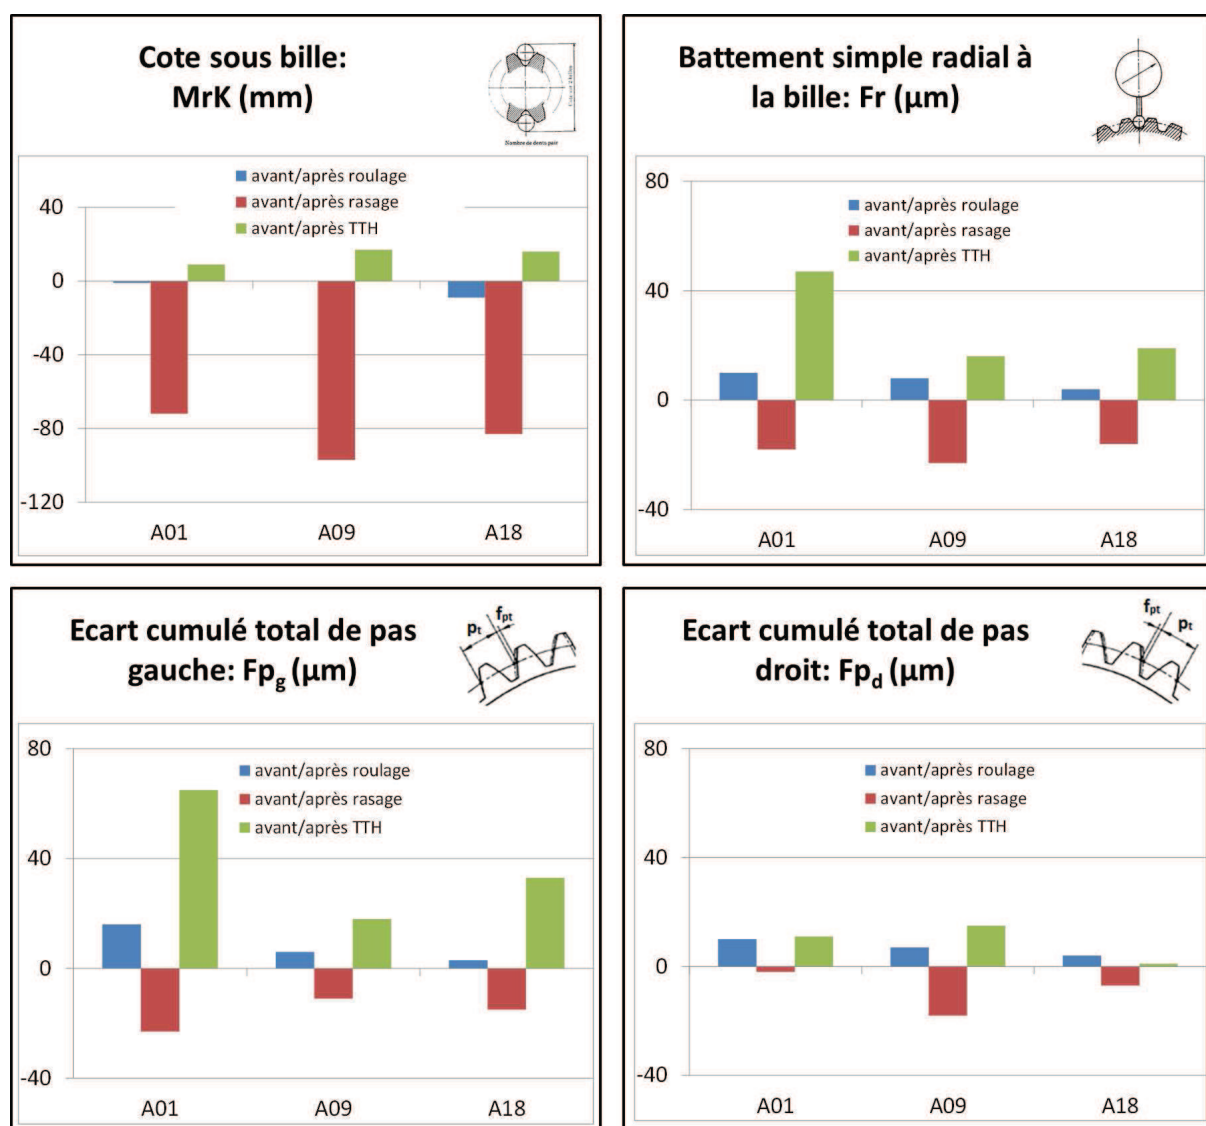 Cote sous bille:
MrK (mm)
Nombre de dents pair
avant/après roulage
avant/après rasage
avant/après TTH
40
0
-40
-80
-120
A01
A09
A18
Battement simple radial à
la bille: Fr (µm)
avant/après roulage
avant/après rasage
avant/après TTH
80
40
0
-40
A01
A09
A18
Ecart cumulé total de pas
gauche: Fpg (µm)
pt
fpt
avant/après roulage
avant/après rasage
avant/après TTH
80
40
0
-40
A01
A09
A18
Ecart cumulé total de pas
droit: Fpd (µm)
fpt
pt
avant/après roulage
avant/après rasage
avant/après TTH
80
40
0
-40
A01
A09
A18